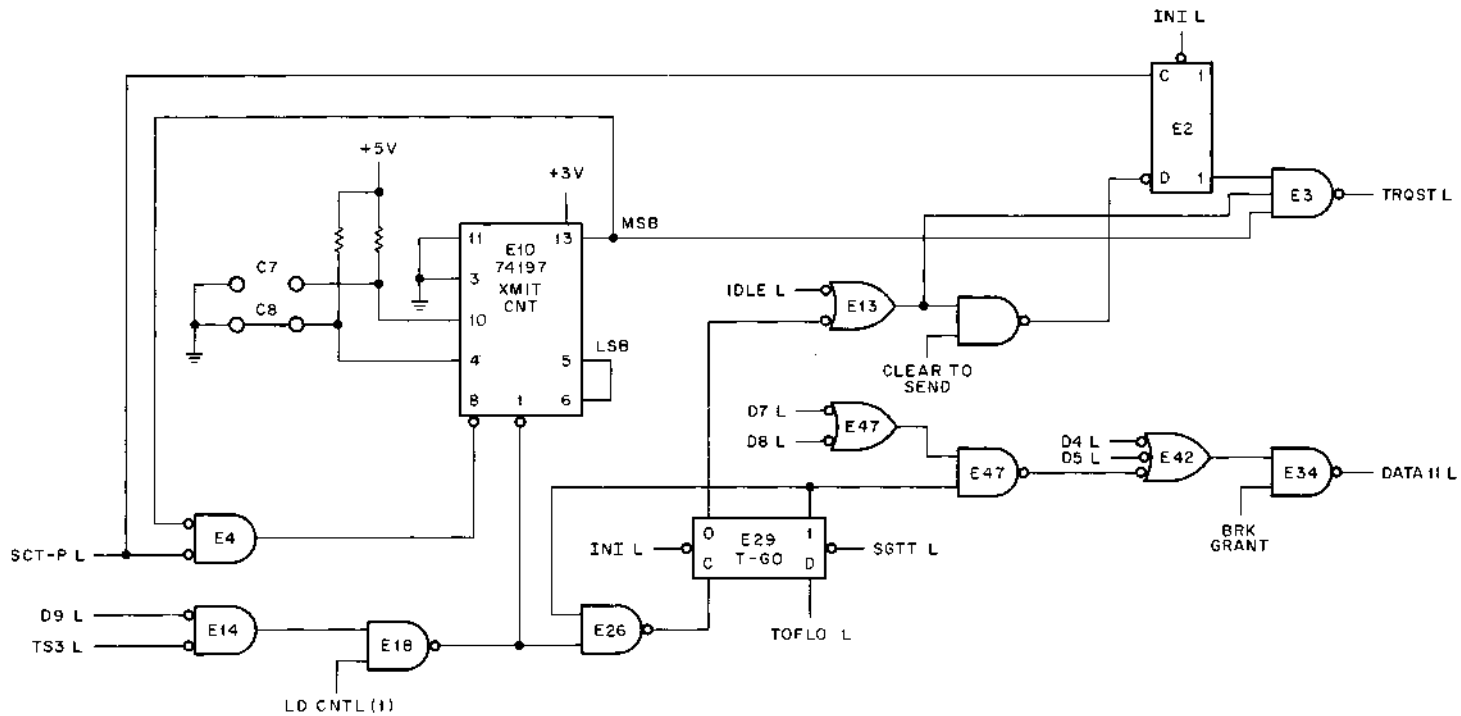 INI L
C 1
E2
D 1
E3
TRQST L
+5V
+3V
MSB
11 13
E10
74197
XMIT
CNT
3
C7
C8
10
4
LSB
5
6
8 1
IDLE L
E13
CLEAR TO
SEND
D7 L
D8 L
E47
E47
D4 L
D5 L
E42
E34
DATA 11 L
BRK
GRANT
SCT-P L
E4
INI L
0 1
E29
T-GO
C D
SGTT L
D9 L
TS3 L
E14
E18
E26
TOFLO L
LD CNTL (1)